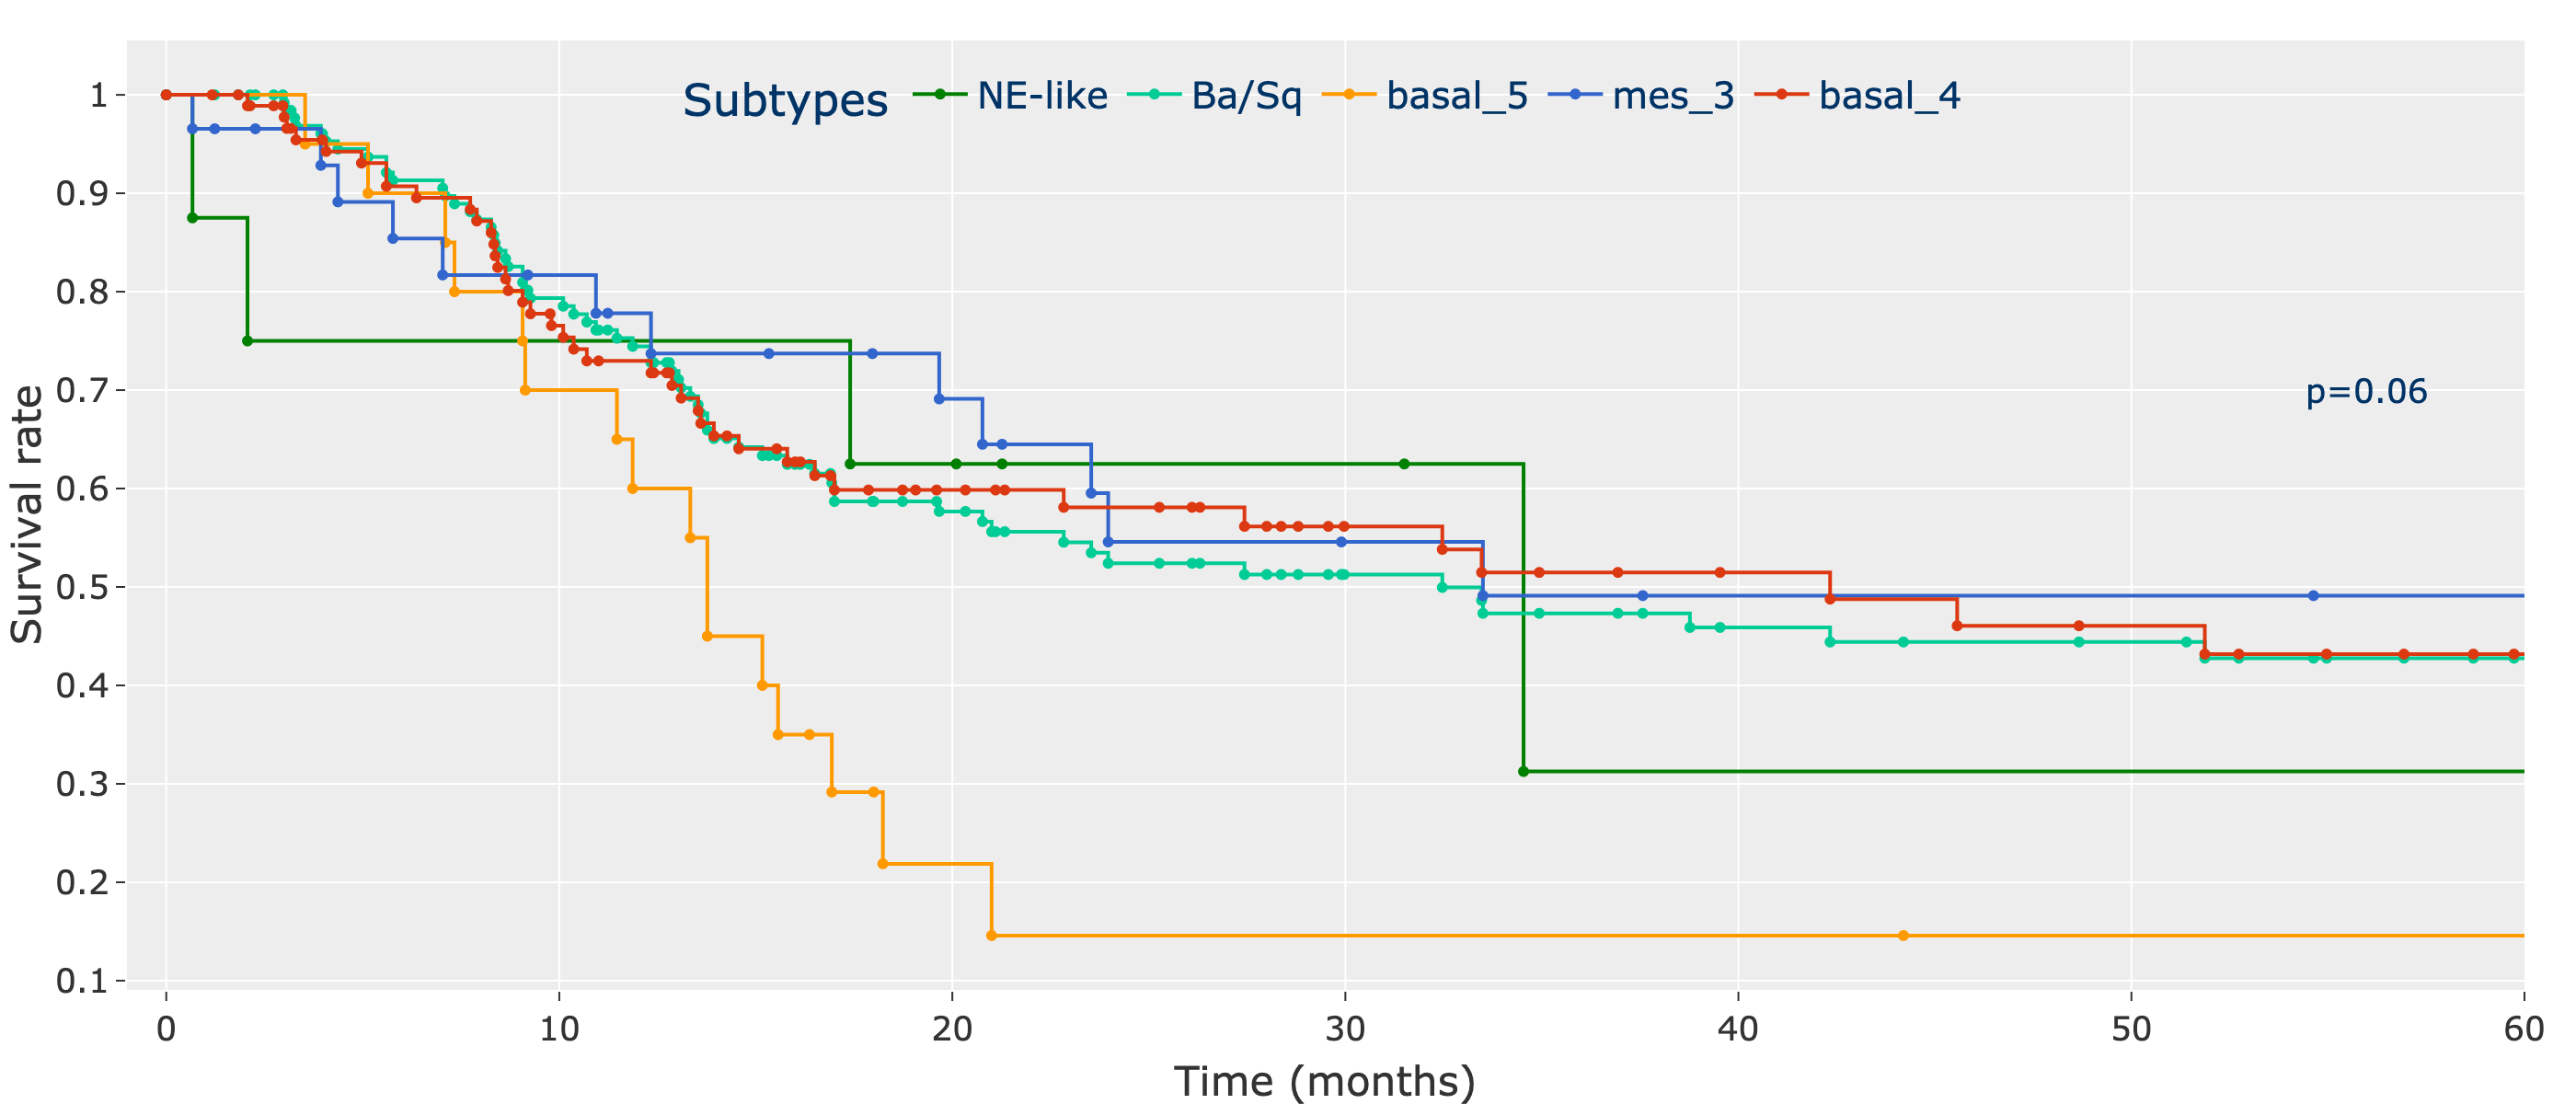 Subtypes NE-like Ba/Sq basal_5 mes_3 basal_4
1
0.9
0.8
0.7
0.6
0.5
0.4
0.3
0.2
0.1
Survival rate
p=0.06
0 10 20 30 40 50 60
Time (months)